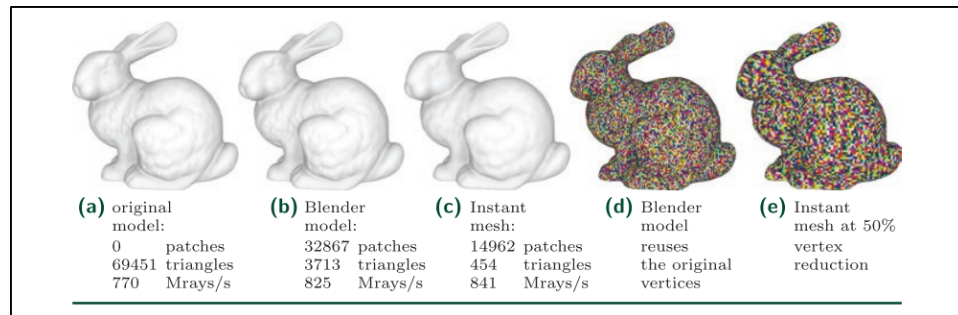 (a) original
model:
0 patches
69451 triangles
770 Mrays/s
(b) Blender
model:
32867 patches
3713 triangles
825 Mrays/s
(c) Instant
mesh:
14962 patches
454 triangles
841 Mrays/s
(d) Blender
model
reuses
the original
vertices
(e) Instant
mesh at 50%
vertex
reduction